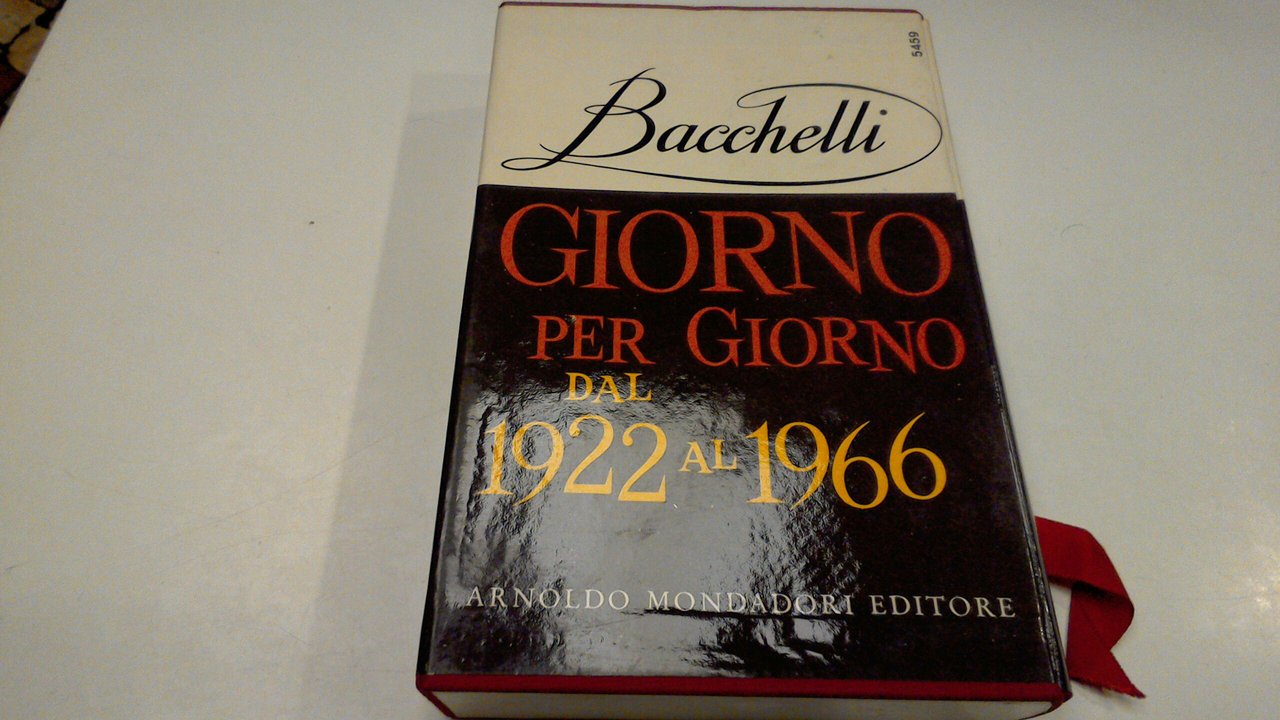 5459
Bacchelli
GIORNO
PER GIORNO
DAL
1922 AL 1966
ARNOLDO MONDADORI EDITORE